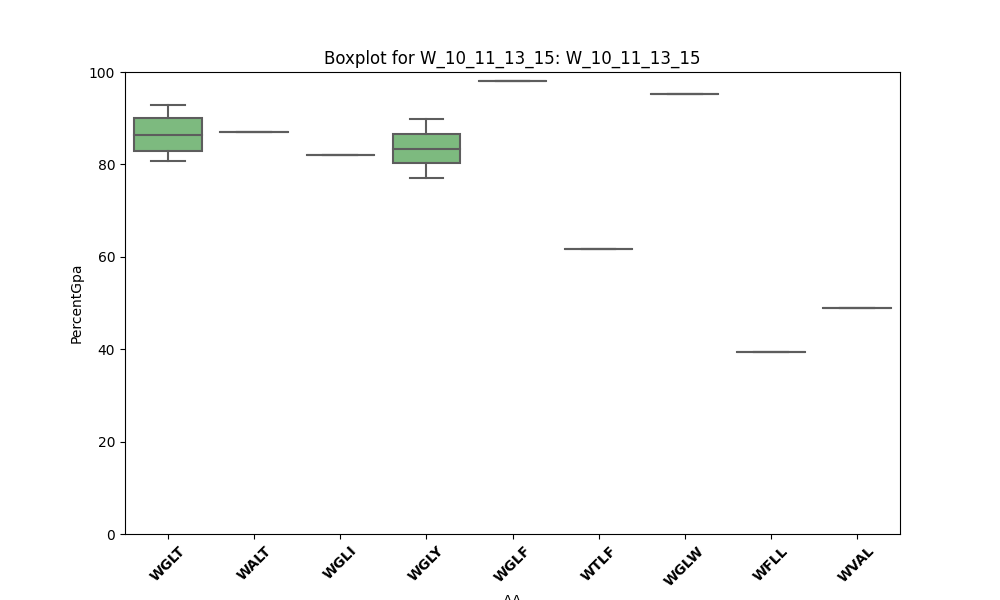 Boxplot for W_10_11_13_15: W_10_11_13_15
PercentGpa
100
80
60
40
20
0
WGLT WALT WGLI WGLY WGLF WTLF WGLW WFLL WVAL
AA